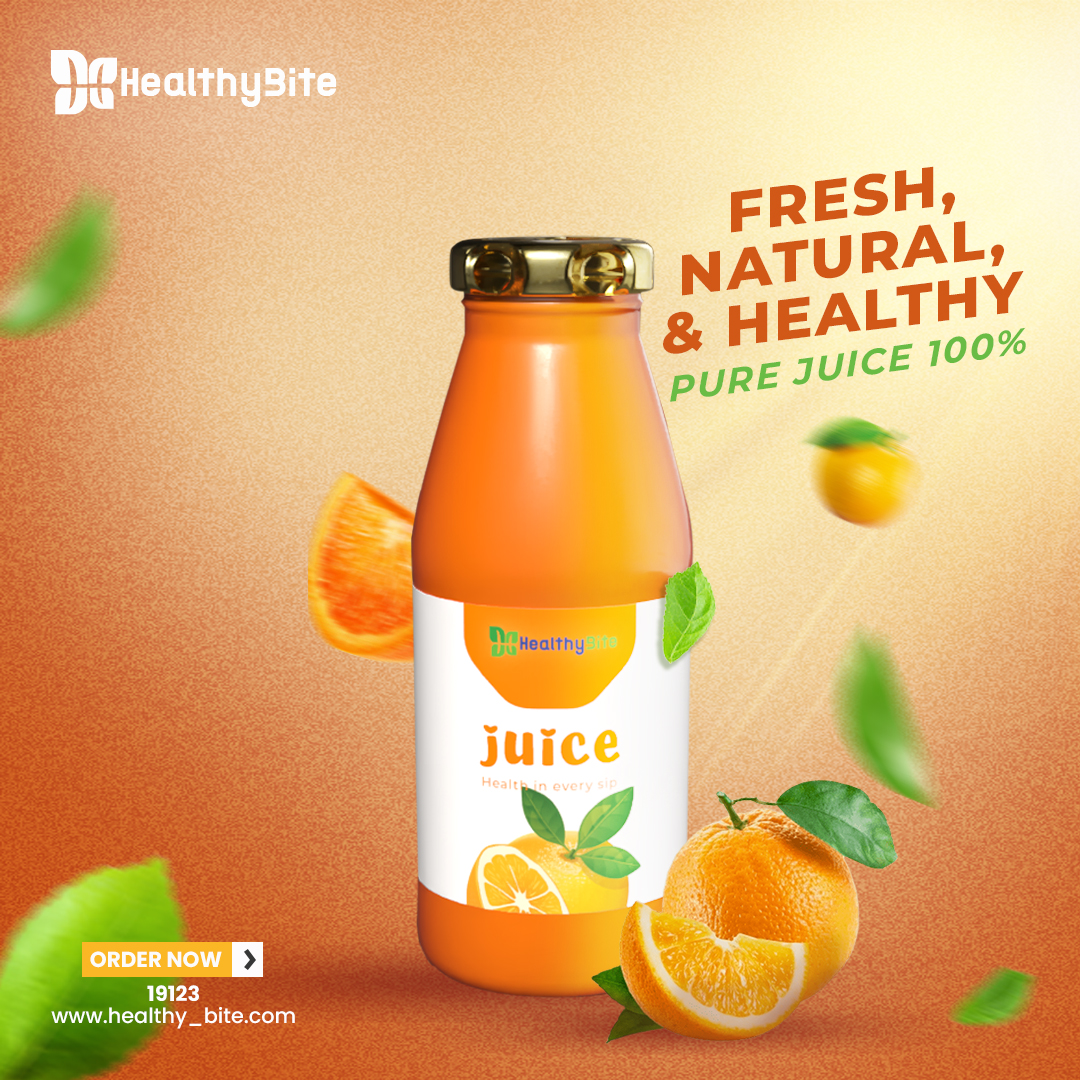 HealthyBite
FRESH,
NATURAL,
& HEALTHY
PURE JUICE 100%
HealthyBite
juice
Health in every sip
ORDER NOW
19123
www.healthy_bite.com